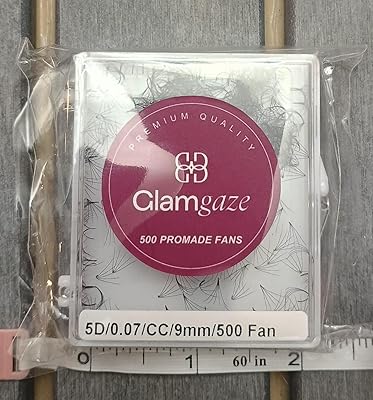 PREMIUM QUALITY
Glamgaze
500 PROMADE FANS
5D/0.07/CC/9mm/500 Fan
0 1 60 in 2